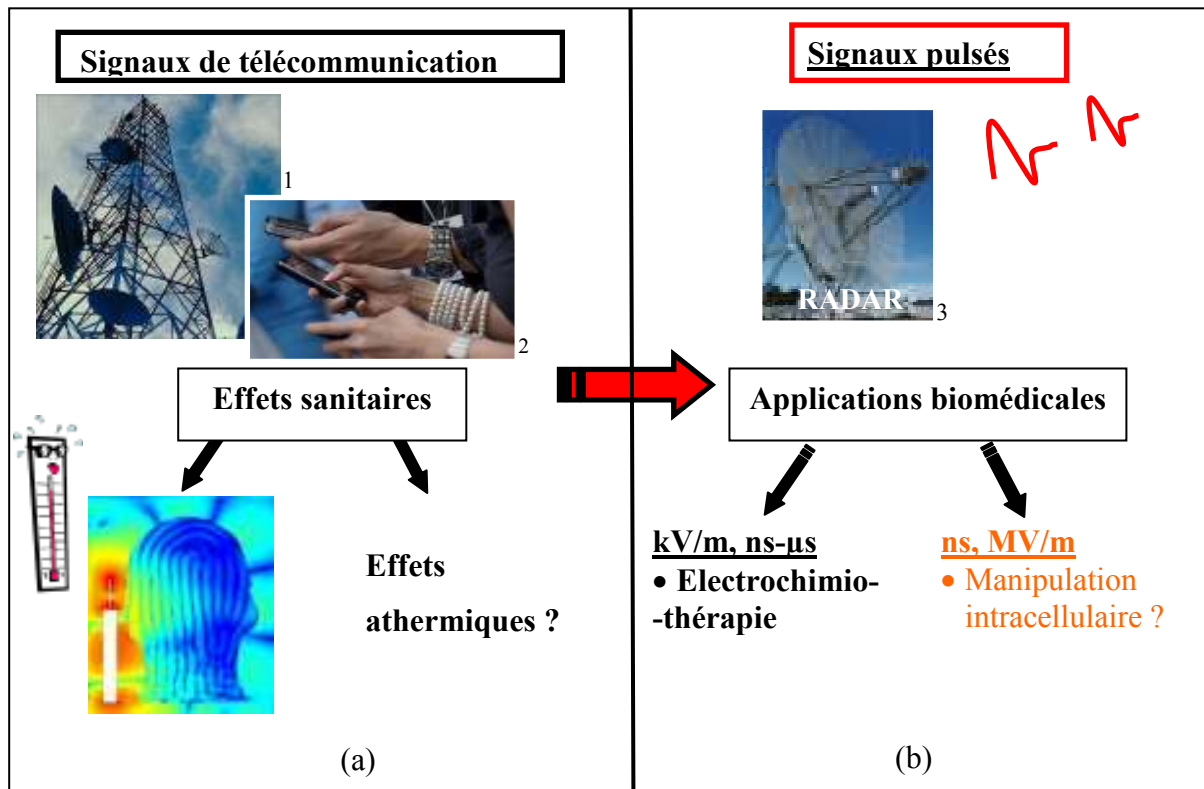 Signaux de télécommunication
1
2
Effets sanitaires
Effets
athermiques ?
(a)
Signaux pulsés
RADAR
3
Applications biomédicales
kV/m, ns-µs
• Electrochimio-
-thérapie
ns, MV/m
• Manipulation
intracellulaire ?
(b)